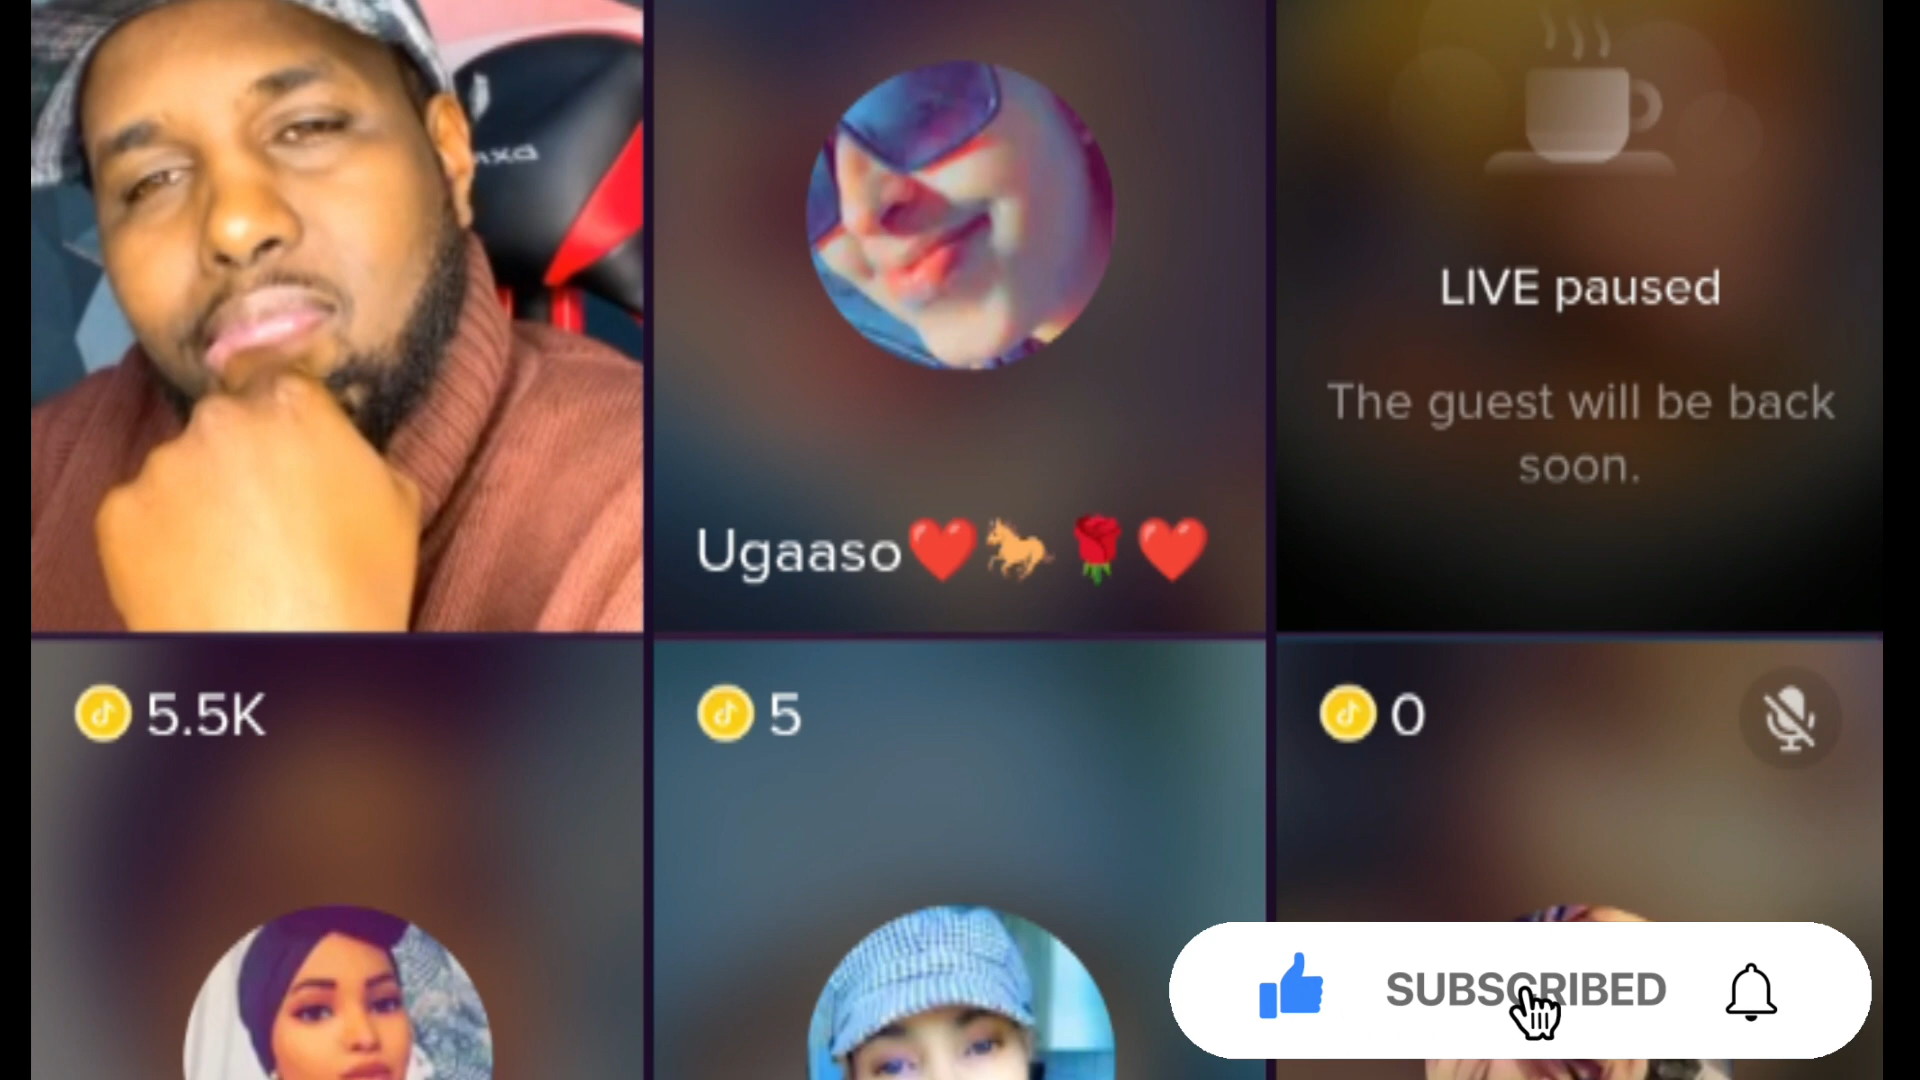 LIVE paused
The guest will be back
soon.
Ugaaso❤️🐎🌹❤️
5.5K
5
0
SUBSCRIBED